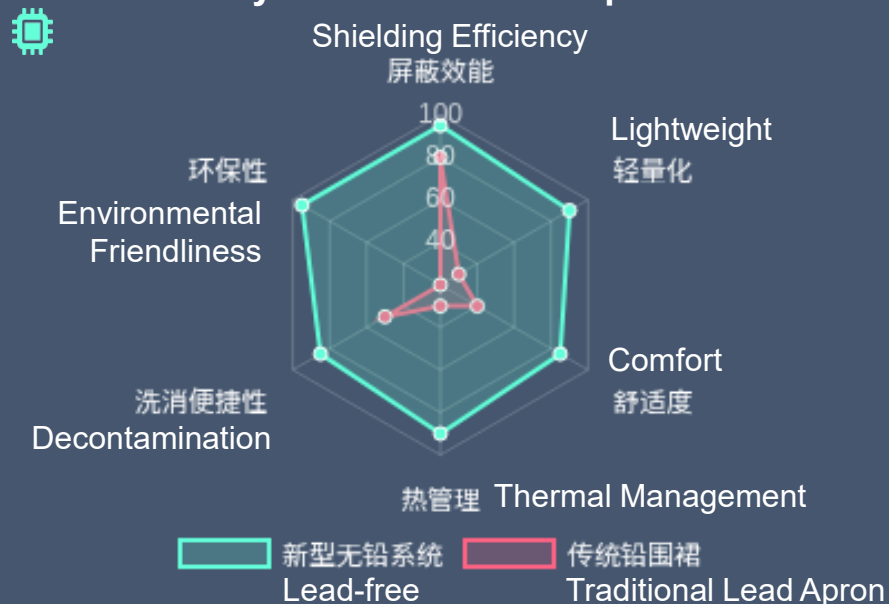 Shielding Efficiency
屏蔽效能
100
80
60
40
Lightweight
轻量化
环保性
Environmental
Friendliness
Comfort
舒适度
洗消便捷性
Decontamination
热管理 Thermal Management
新型无铅系统 传统铅围裙
Lead-free Traditional Lead Apron